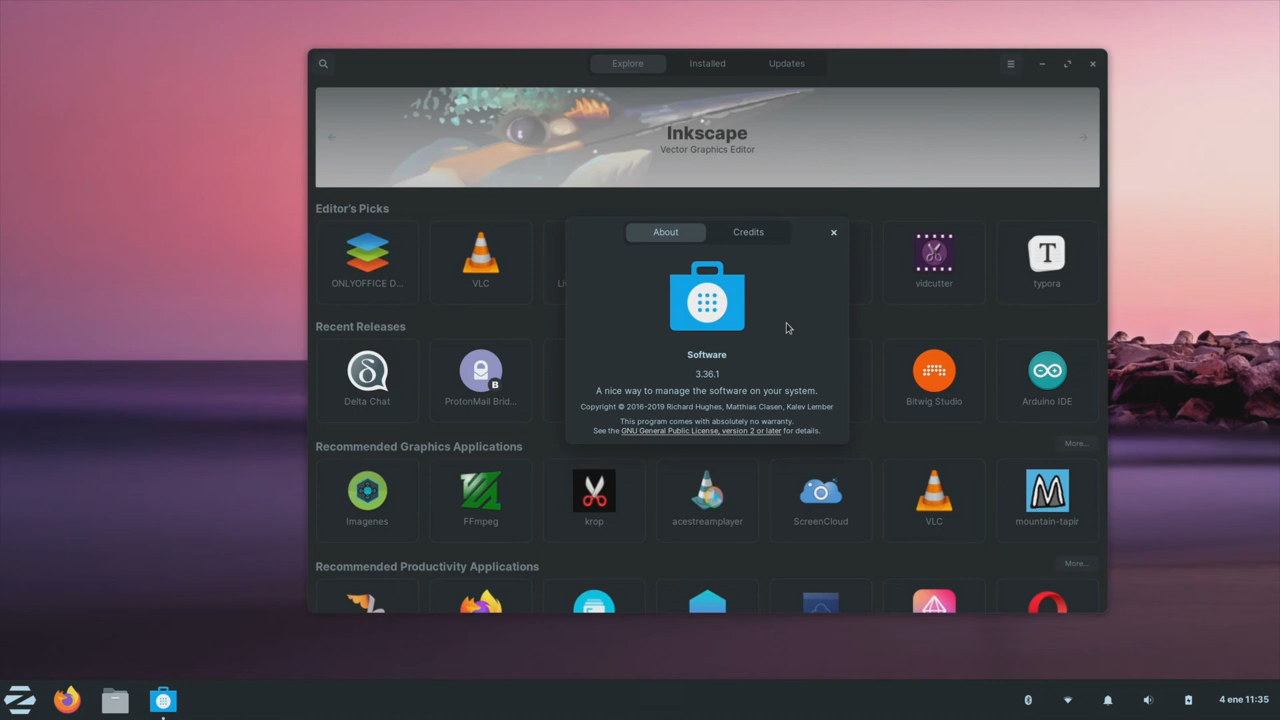 Explore
Installed
Updates
Inkscape
Vector Graphics Editor
Editor's Picks
ONLYOFFICE D...
VLC
vidcutter
T
typora
About
Credits
Software
3.36.1
A nice way to manage the software on your system.
Copyright © 2016-2019 Richard Hughes, Matthias Clasen, Kalev Lember
This program comes with absolutely no warranty.
See the GNU General Public License, version 2 or later for details.
Recent Releases
Delta Chat
B
ProtonMail Brid...
Bitwig Studio
Arduino IDE
Recommended Graphics Applications
More...
Imagenes
FFmpeg
krop
acestreamplayer
ScreenCloud
VLC
mountain-tapir
Recommended Productivity Applications
More...
4 ene 11:35